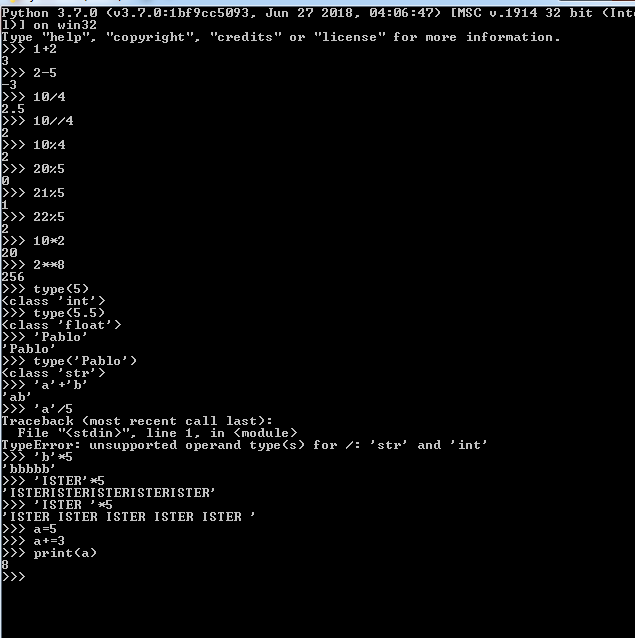 Python 3.7.0 (v3.7.0:1bf9cc5093, Jun 27 2018, 04:06:47) [MSC v.1914 32 bit (Inte
l)] on win32
Type "help", "copyright", "credits" or "license" for more information.
>>> 1+2
3
>>> 2-5
-3
>>> 10/4
2.5
>>> 10//4
2
>>> 10%4
2
>>> 20%5
0
>>> 21%5
1
>>> 22%5
2
>>> 10*2
20
>>> 2**8
256
>>> type(5)
<class 'int'>
>>> type(5.5)
<class 'float'>
>>> 'Pablo'
'Pablo'
>>> type('Pablo')
<class 'str'>
>>> 'a'+'b'
'ab'
>>> 'a'/5
Traceback (most recent call last):
  File "<stdin>", line 1, in <module>
TypeError: unsupported operand type(s) for /: 'str' and 'int'
>>> 'b'*5
'bbbbb'
>>> 'ISTER'*5
'ISTERISTERISTERISTERISTER'
>>> 'ISTER '*5
'ISTER ISTER ISTER ISTER ISTER '
>>> a=5
>>> a+=3
>>> print(a)
8
>>>